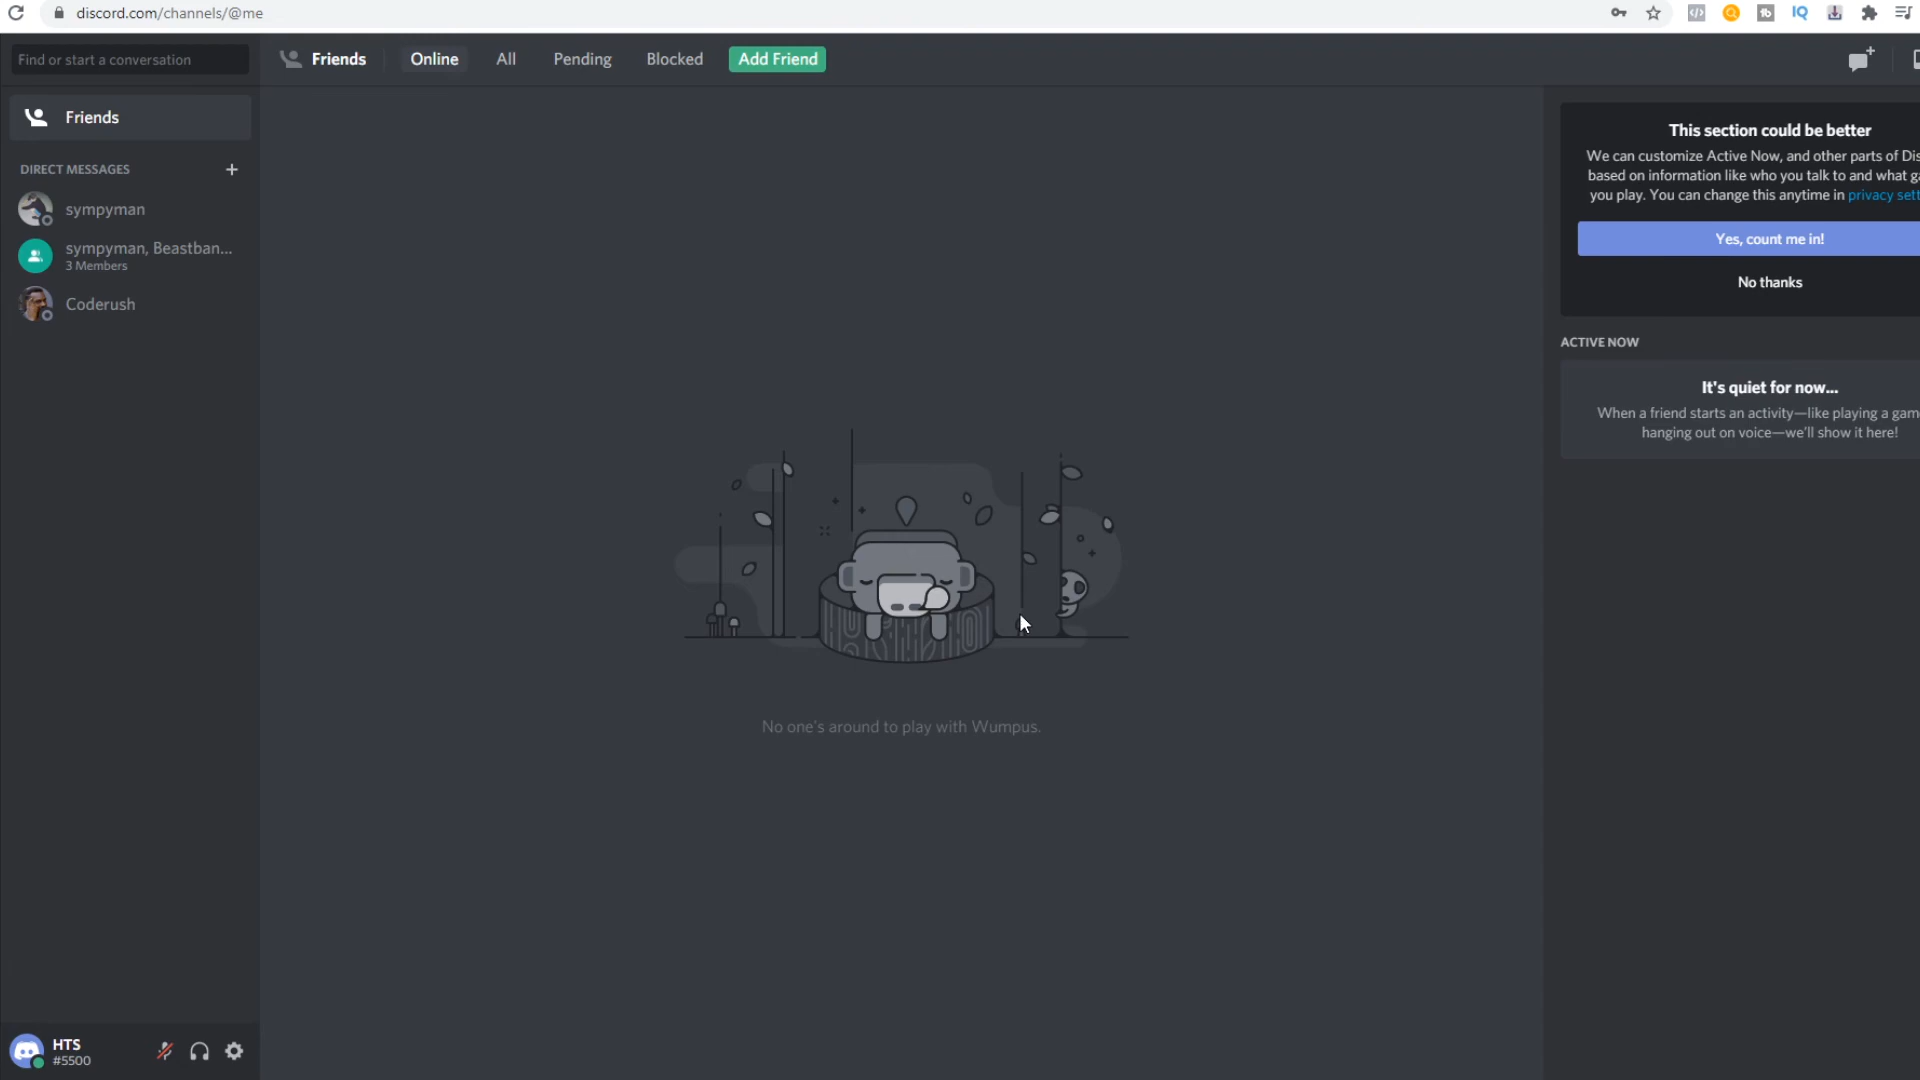 discord.com/channels/@me
IQ
Find or start a conversation
Friends
Online
All
Pending
Blocked
Add Friend
Friends
DIRECT MESSAGES
sympyman
sympyman, Beastban...
3 Members
Coderush
HTS
#5500
No one's around to play with Wumpus.
This section could be better
We can customize Active Now, and other parts of Dis
based on information like who you talk to and what ga
you play. You can change this anytime in privacy sett
Yes, count me in!
No thanks
ACTIVE NOW
It's quiet for now...
When a friend starts an activity—like playing a gam
hanging out on voice—we'll show it here!